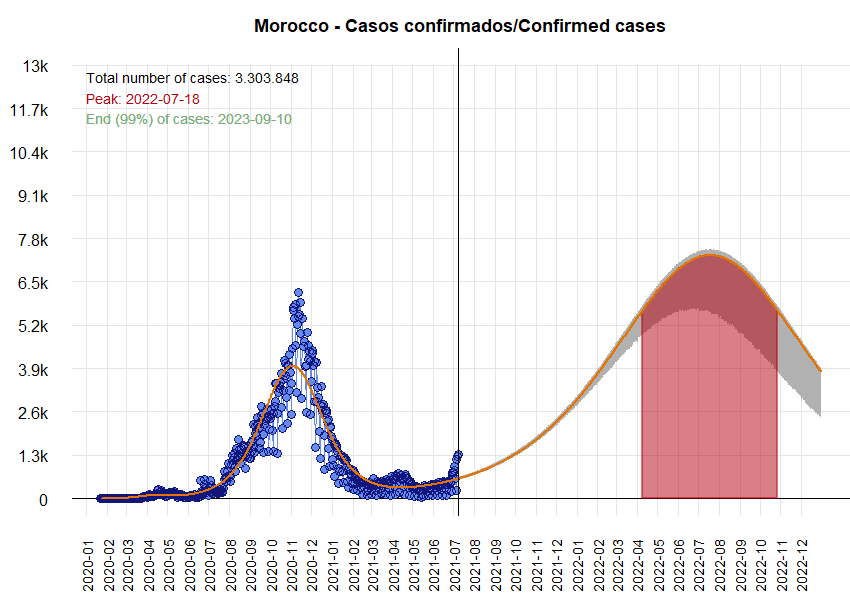 Morocco - Casos confirmados/Confirmed cases
13k
Total number of cases: 3.303.848
Peak: 2022-07-18
11.7k
End (99%) of cases: 2023-09-10
10.4k
9.1k
7.8k
6.5k
5.2k
3.9k
2.6k
1.3k
0
2020-01
2020-02
2020-03
2020-04
2020-05
2020-06
2020-07
2020-08
2020-09
2020-10
2020-11
2020-12
2021-01
2021-02
2021-03
2021-04
2021-05
2021-06
2021-07
2021-08
2021-09
2021-10
2021-11
2021-12
2022-01
2022-02
2022-03
2022-04
2022-05
2022-06
2022-07
2022-08
2022-09
2022-10
2022-11
2022-12